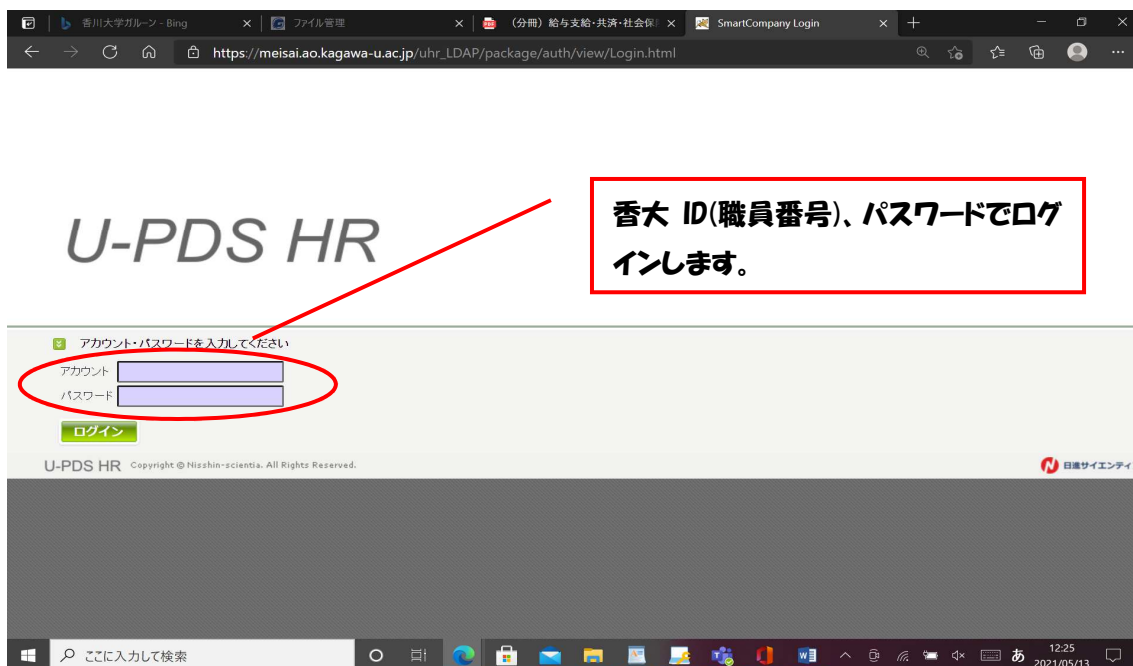 香川大学ガルーン - Bing
ファイル管理
（分冊）給与支給・共済・社会保
SmartCompany Login
https://meisai.ao.kagawa-u.ac.jp/uhr_LDAP/package/auth/view/Login.html
香大 ID(職員番号)、パスワードでログ
インします。
U-PDS HR
アカウント・パスワードを入力してください
アカウント
パスワード
ログイン
U-PDS HR Copyright © Nisshin-scientia. All Rights Reserved.
日進サイエンティ
ここに入力して検索
あ
12:25
2021/05/13